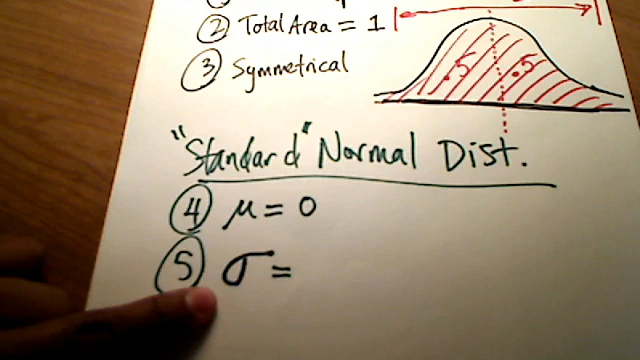 ② Total Area = 1
.5 .5
③ Symmetrical
"Standard" Normal Dist.
④ μ = 0
⑤ σ =